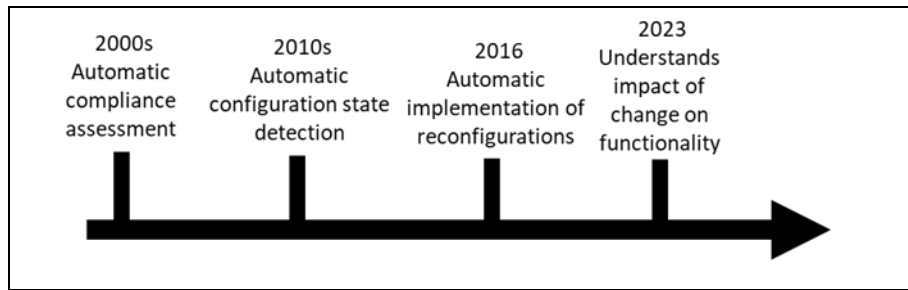 2000s
Automatic
compliance
assessment
2010s
Automatic
configuration state
detection
2016
Automatic
implementation of
reconfigurations
2023
Understands
impact of
change on
functionality